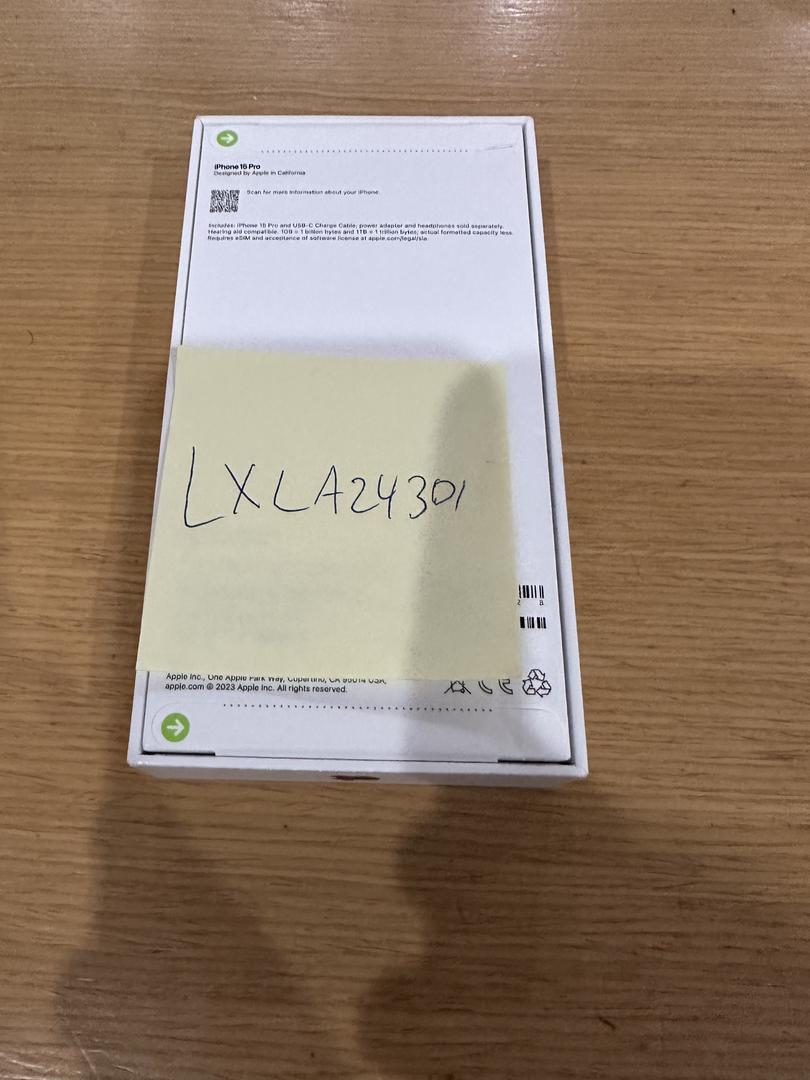 iPhone 15 Pro
Designed by Apple in California
Scan for more information about your iPhone.
Includes: iPhone 15 Pro and USB-C Charge Cable; power adapter and headphones sold separately.
Hearing aid compatible. 1GB = 1 billion bytes and 1TB = 1 trillion bytes; actual formatted capacity less.
Requires eSIM and acceptance of software license at apple.com/legal/sla.
LXLA24301
2 8
Apple Inc., One Apple Park Way, Cupertino, CA 95014 USA.
apple.com © 2023 Apple Inc. All rights reserved.